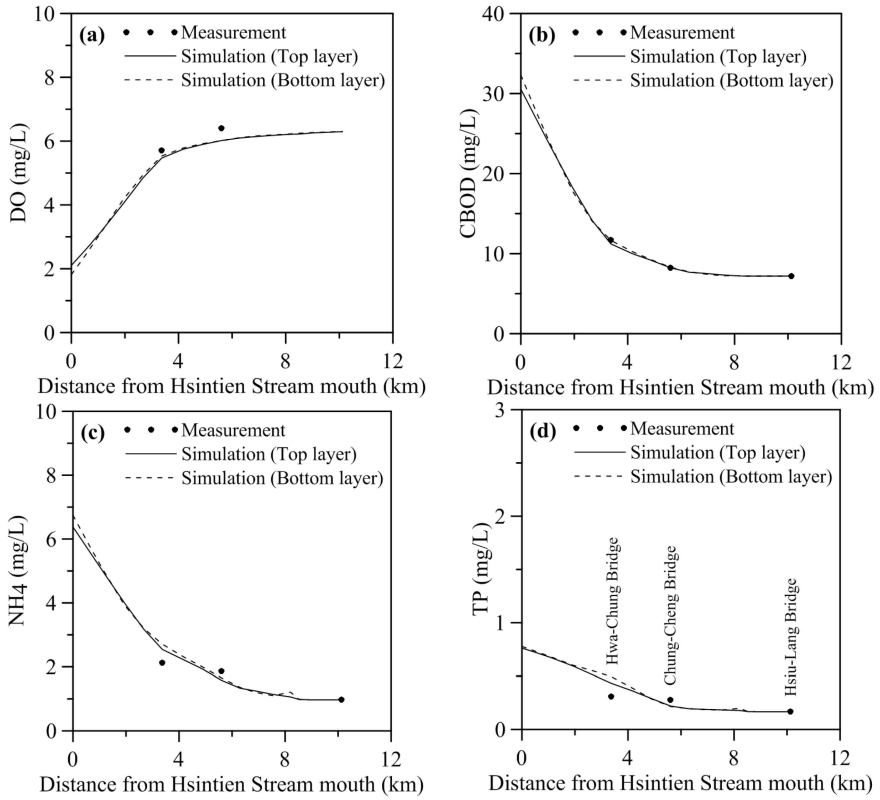 (a)
Measurement
Simulation (Top layer)
Simulation (Bottom layer)
10
8
6
4
2
0
DO (mg/L)
0 4 8 12
Distance from Hsintien Stream mouth (km)
(b)
Measurement
Simulation (Top layer)
Simulation (Bottom layer)
40
30
20
10
0
CBOD (mg/L)
0 4 8 12
Distance from Hsintien Stream mouth (km)
(c)
Measurement
Simulation (Top layer)
Simulation (Bottom layer)
10
8
6
4
2
0
NH4 (mg/L)
0 4 8 12
Distance from Hsintien Stream mouth (km)
(d)
Measurement
Simulation (Top layer)
Simulation (Bottom layer)
3
2
1
0
TP (mg/L)
Hwa-Chung Bridge
Chung-Cheng Bridge
Hsiu-Lang Bridge
0 4 8 12
Distance from Hsintien Stream mouth (km)